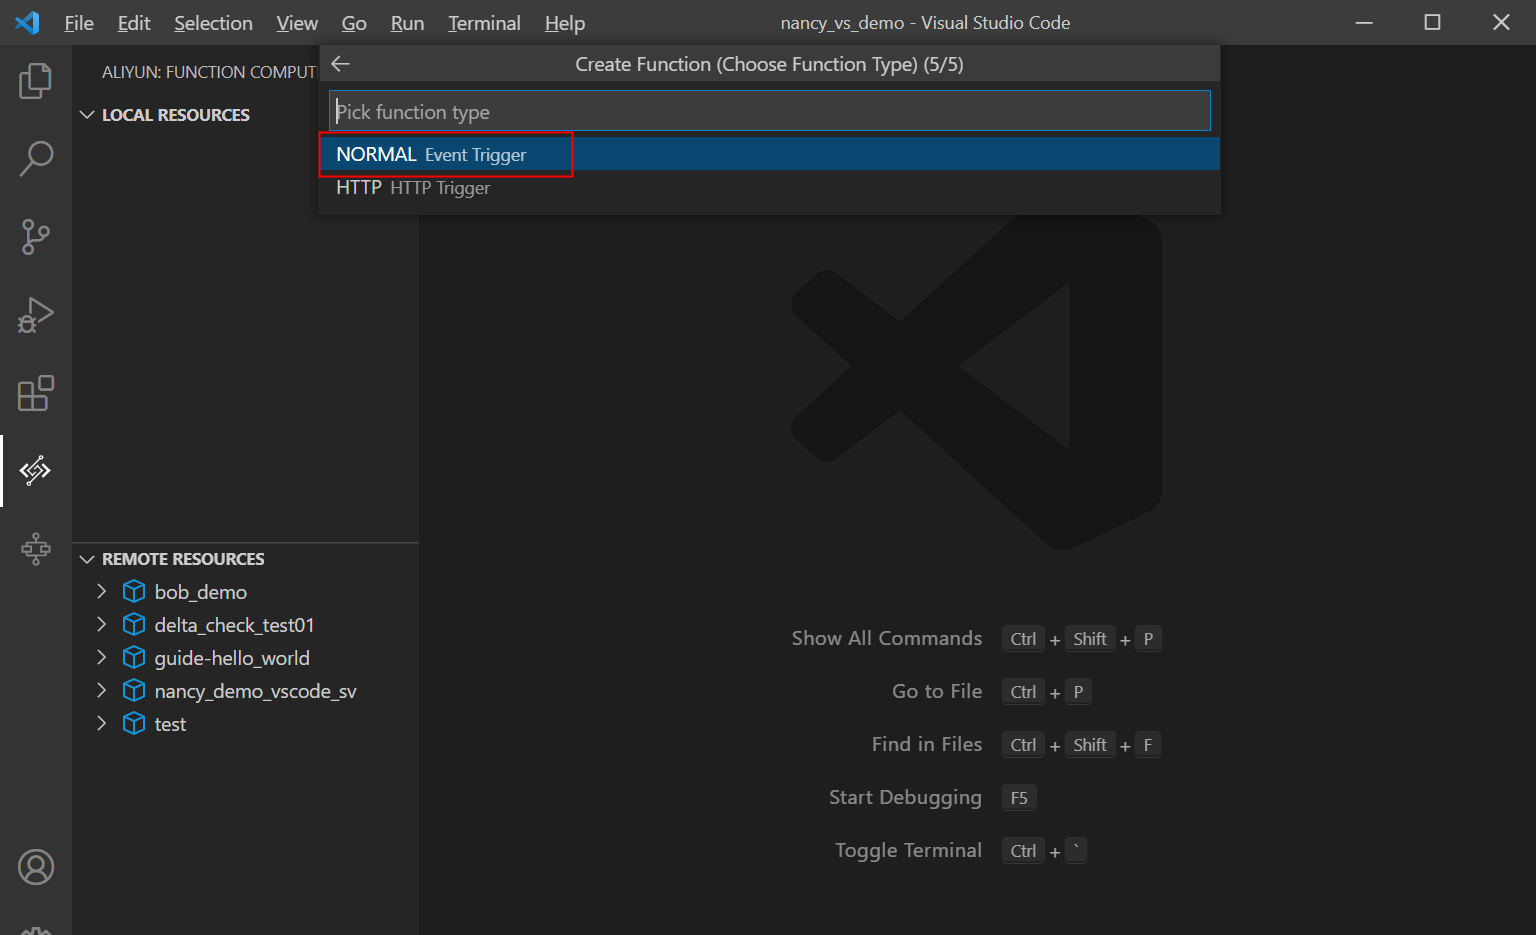 File Edit Selection View Go Run Terminal Help nancy_vs_demo - Visual Studio Code
Create Function (Choose Function Type) (5/5)
Pick function type
NORMAL Event Trigger
HTTP HTTP Trigger
ALIYUN: FUNCTION COMPUT
LOCAL RESOURCES
REMOTE RESOURCES
bob_demo
delta_check_test01
guide-hello_world
nancy_demo_vscode_sv
test
Show All Commands Ctrl + Shift + P
Go to File Ctrl + P
Find in Files Ctrl + Shift + F
Start Debugging F5
Toggle Terminal Ctrl + `